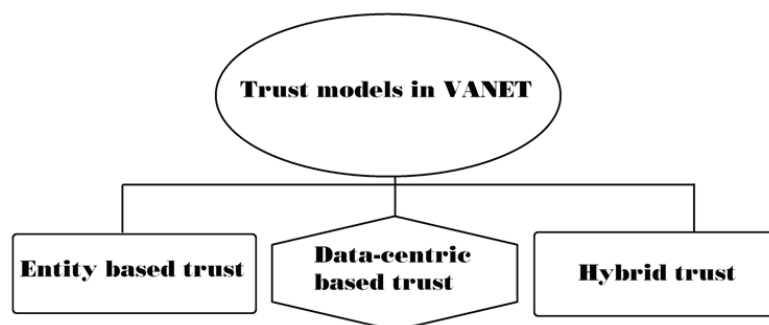 Trust models in VANET
Entity based trust
Data-centric
based trust
Hybrid trust